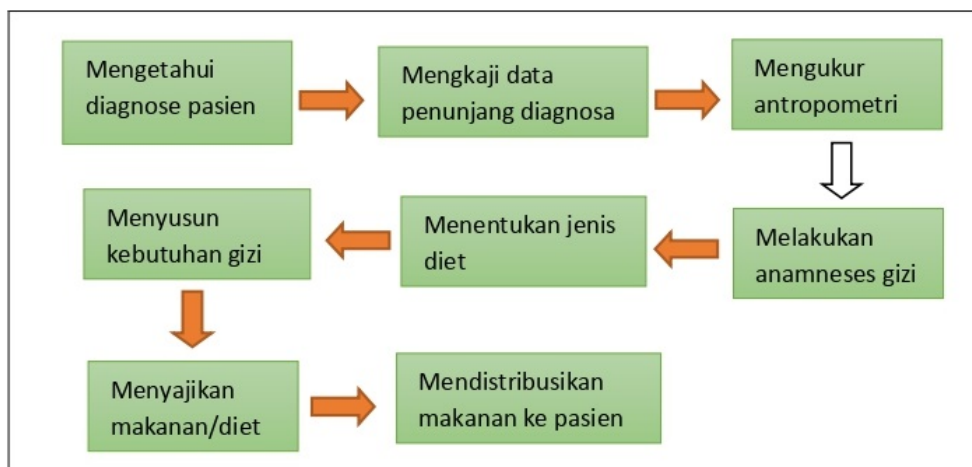 Mengetahui
diagnose pasien
Mengkaji data
penunjang diagnosa
Mengukur
antropometri
Melakukan
anamneses gizi
Menentukan jenis
diet
Menyusun
kebutuhan gizi
Menyajikan
makanan/diet
Mendistribusikan
makanan ke pasien